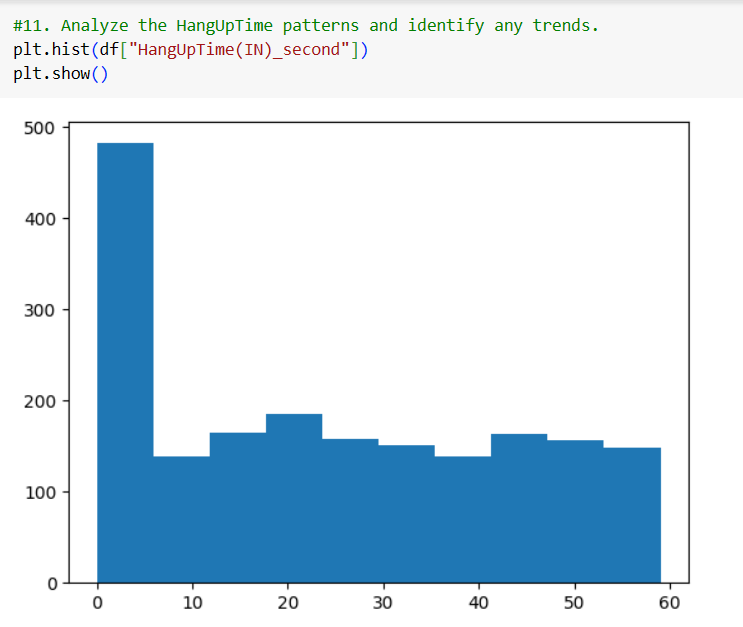 #11. Analyze the HangUpTime patterns and identify any trends.
plt.hist(df["HangUpTime(IN)_second"])
plt.show()
500
400
300
200
100
0
0 10 20 30 40 50 60